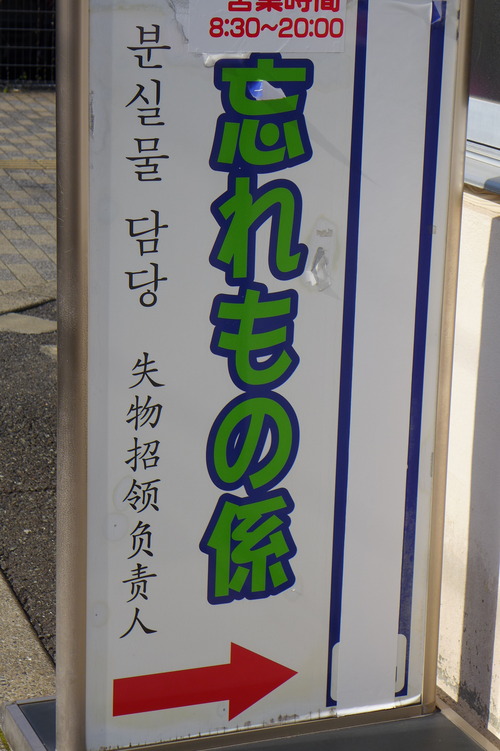 営業時間
8:30~20:00
忘れもの係
분실물 담당 失物招领负责人